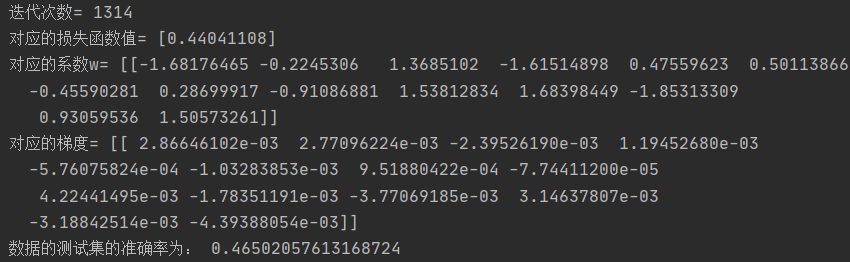 迭代次数= 1314
对应的损失函数值= [0.44041108]
对应的系数w= [[-1.68176465 -0.2245306   1.3685102  -1.61514898  0.47559623  0.50113866
  -0.45590281  0.28699917 -0.91086881  1.53812834  1.68398449 -1.85313309
   0.93059536  1.50573261]]
对应的梯度= [[ 2.86646102e-03  2.77096224e-03 -2.39526190e-03  1.19452680e-03
  -5.76075824e-04 -1.03283853e-03  9.51880422e-04 -7.74411200e-05
   4.22441495e-03 -1.78351191e-03 -3.77069185e-03  3.14637807e-03
  -3.18842514e-03 -4.39388054e-03]]
数据的测试集的准确率为： 0.46502057613168724